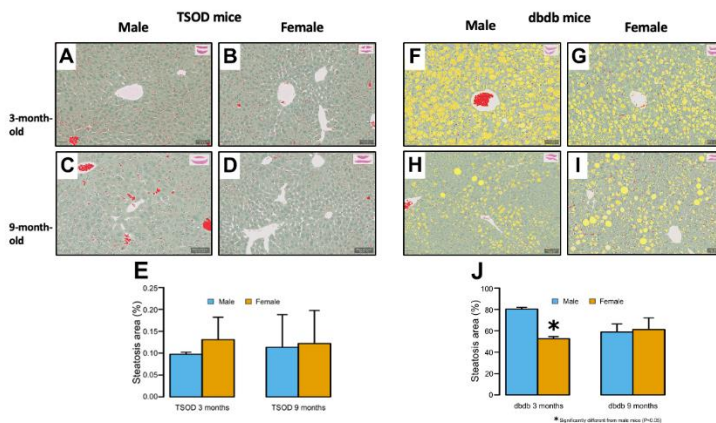 TSOD mice
Male Female
A B
3-month-
old
C D
9-month-
old
E
Male Female
Steatosis area (%)
0.25
0.20
0.15
0.10
0.05
0.00
TSOD 3 months TSOD 9 months
dbdb mice
Male Female
F G
H I
J
Male Female
Steatosis area (%)
100
80
60
40
20
0
*
dbdb 3 months dbdb 9 months
* Significantly different from male mice (P<0.05)